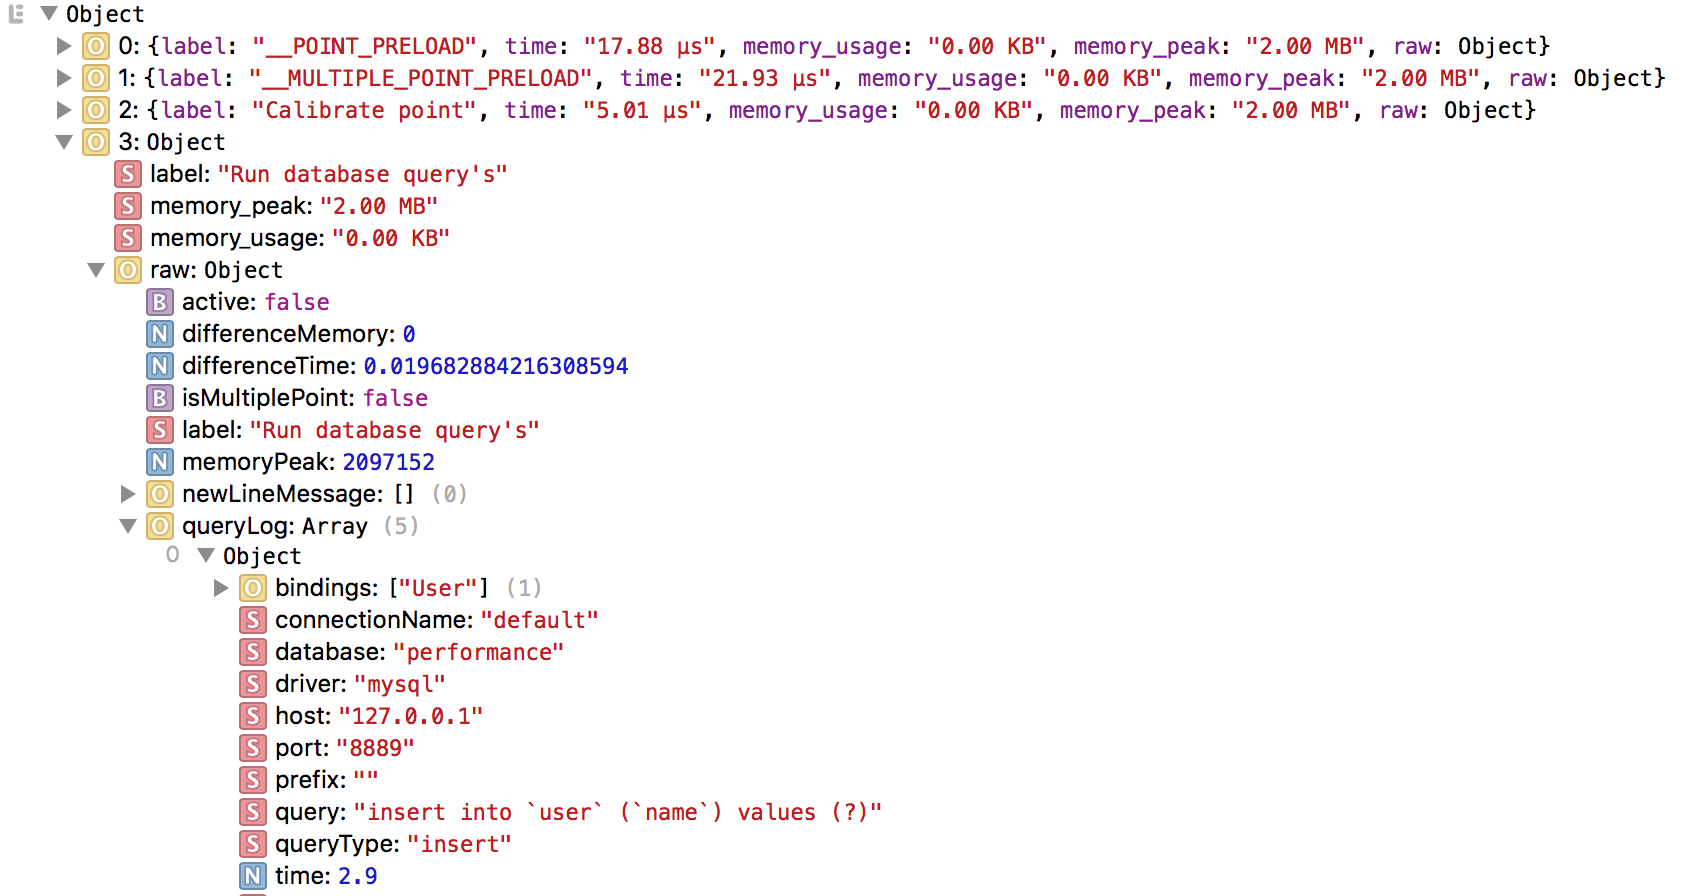 E Object
O 0: {label: "__POINT_PRELOAD", time: "17.88 μs", memory_usage: "0.00 KB", memory_peak: "2.00 MB", raw: Object}
O 1: {label: "__MULTIPLE_POINT_PRELOAD", time: "21.93 μs", memory_usage: "0.00 KB", memory_peak: "2.00 MB", raw: Object}
O 2: {label: "Calibrate point", time: "5.01 μs", memory_usage: "0.00 KB", memory_peak: "2.00 MB", raw: Object}
O 3: Object
S label: "Run database query's"
S memory_peak: "2.00 MB"
S memory_usage: "0.00 KB"
O raw: Object
B active: false
N differenceMemory: 0
N differenceTime: 0.019682884216308594
B isMultiplePoint: false
S label: "Run database query's"
N memoryPeak: 2097152
O newLineMessage: [] (0)
O queryLog: Array (5)
0 Object
O bindings: ["User"] (1)
S connectionName: "default"
S database: "performance"
S driver: "mysql"
S host: "127.0.0.1"
S port: "8889"
S prefix: ""
S query: "insert into `user` (`name`) values (?)"
S queryType: "insert"
N time: 2.9